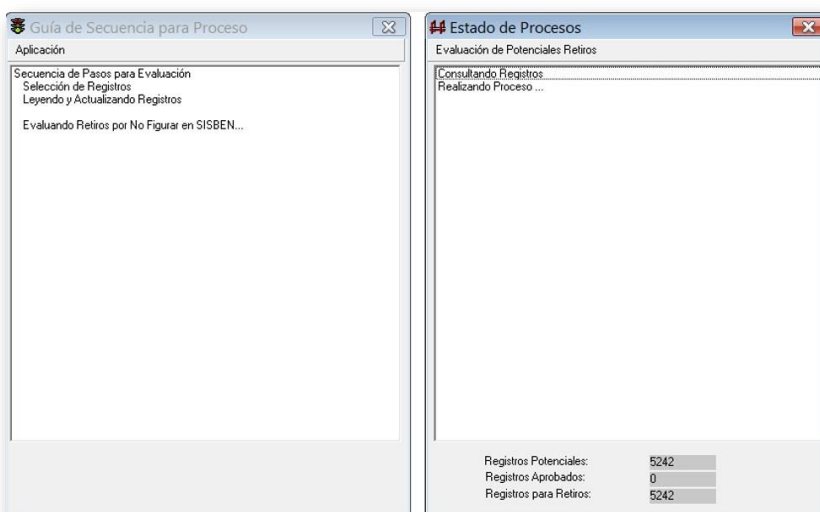 Guía de Secuencia para Proceso
Aplicación
Secuencia de Pasos para Evaluación
Selección de Registros
Leyendo y Actualizando Registros
Evaluando Retiros por No Figurar en SISBEN...
Estado de Procesos
Evaluación de Potenciales Retiros
Consultando Registros
Realizando Proceso ...
Registros Potenciales: 5242
Registros Aprobados: 0
Registros para Retiros: 5242